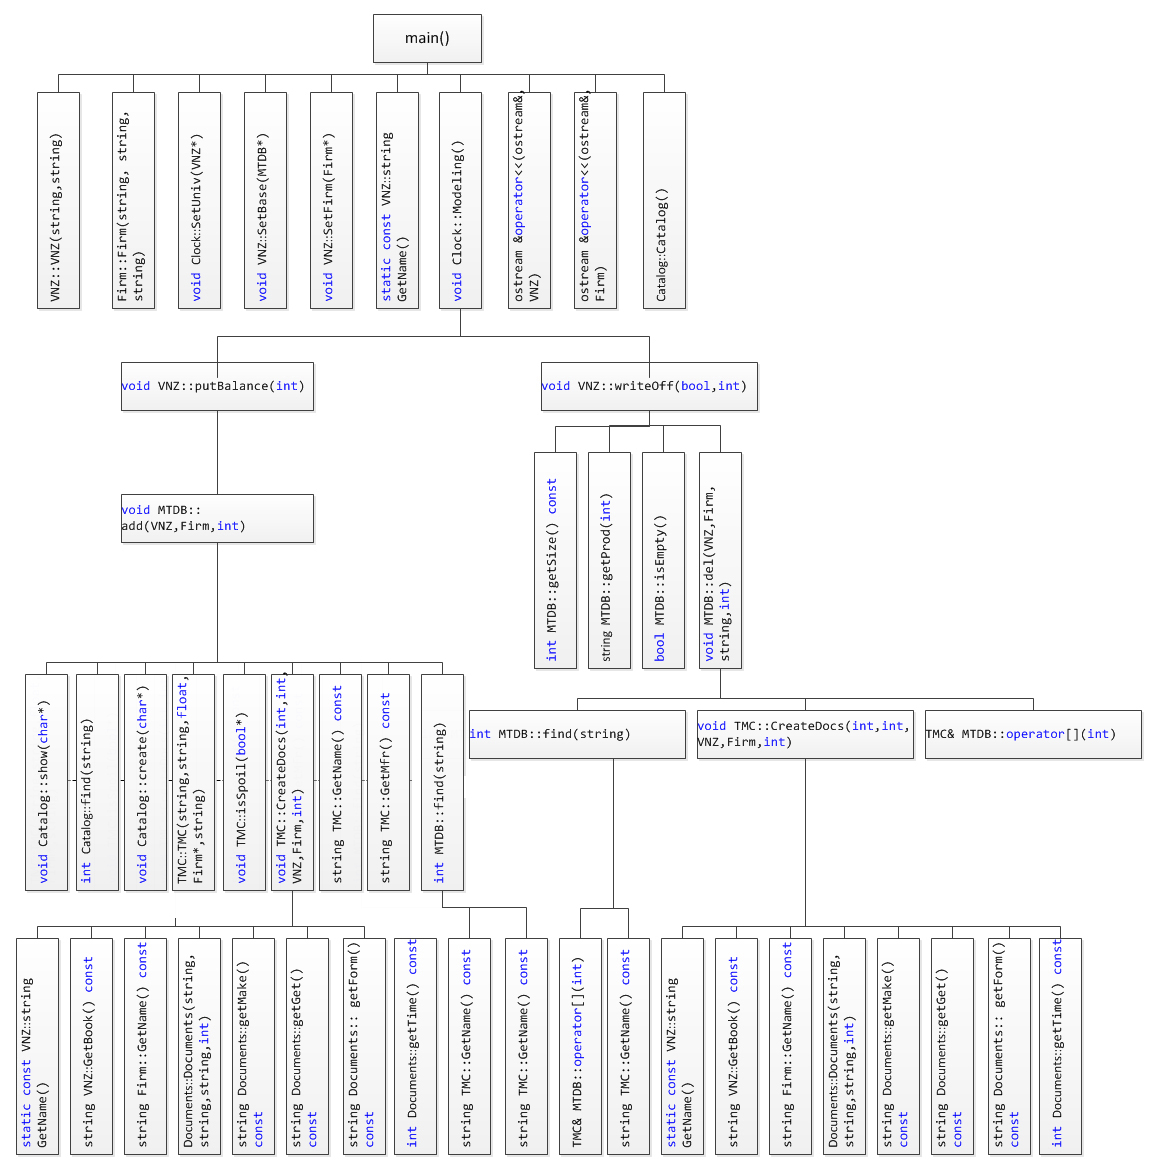 main()
VNZ::VNZ(string,string)
Firm::Firm(string, string,
string)
void Clock::SetUniv(VNZ*)
void VNZ::SetBase(MTDB*)
void VNZ::SetFirm(Firm*)
static const VNZ::string
GetName()
void Clock::Modeling()
ostream &operator<<(ostream&,
VNZ)
ostream &operator<<(ostream&,
Firm)
Catalog::Catalog()
void VNZ::putBalance(int)
void VNZ::writeOff(bool,int)
void MTDB::
add(VNZ,Firm,int)
int MTDB::getSize() const
string MTDB::getProd(int)
bool MTDB::isEmpty()
void MTDB::del(VNZ,Firm,
string,int)
void Catalog::show(char*)
int Catalog::find(string)
void Catalog::create(char*)
TMC::TMC(string,string,float,
Firm*,string)
void TMC::isSpoil(bool*)
void TMC::CreateDocs(int,int,
VNZ,Firm,int)
string TMC::GetName() const
string TMC::GetMfr() const
int MTDB::find(string)
int MTDB::find(string)
void TMC::CreateDocs(int,int,
VNZ,Firm,int)
TMC& MTDB::operator[](int)
static const VNZ::string
GetName()
string VNZ::GetBook() const
string Firm::GetName() const
Documents::Documents(string,
string,string,int)
string Documents::getMake()
const
string Documents::getGet()
const
string Documents:: getForm()
const
int Documents::getTime() const
string TMC::GetName() const
string TMC::GetName() const
TMC& MTDB::operator[](int)
string TMC::GetName() const
static const VNZ::string
GetName()
string VNZ::GetBook() const
string Firm::GetName() const
Documents::Documents(string,
string,string,int)
string Documents::getMake()
const
string Documents::getGet()
const
string Documents:: getForm()
const
int Documents::getTime() const